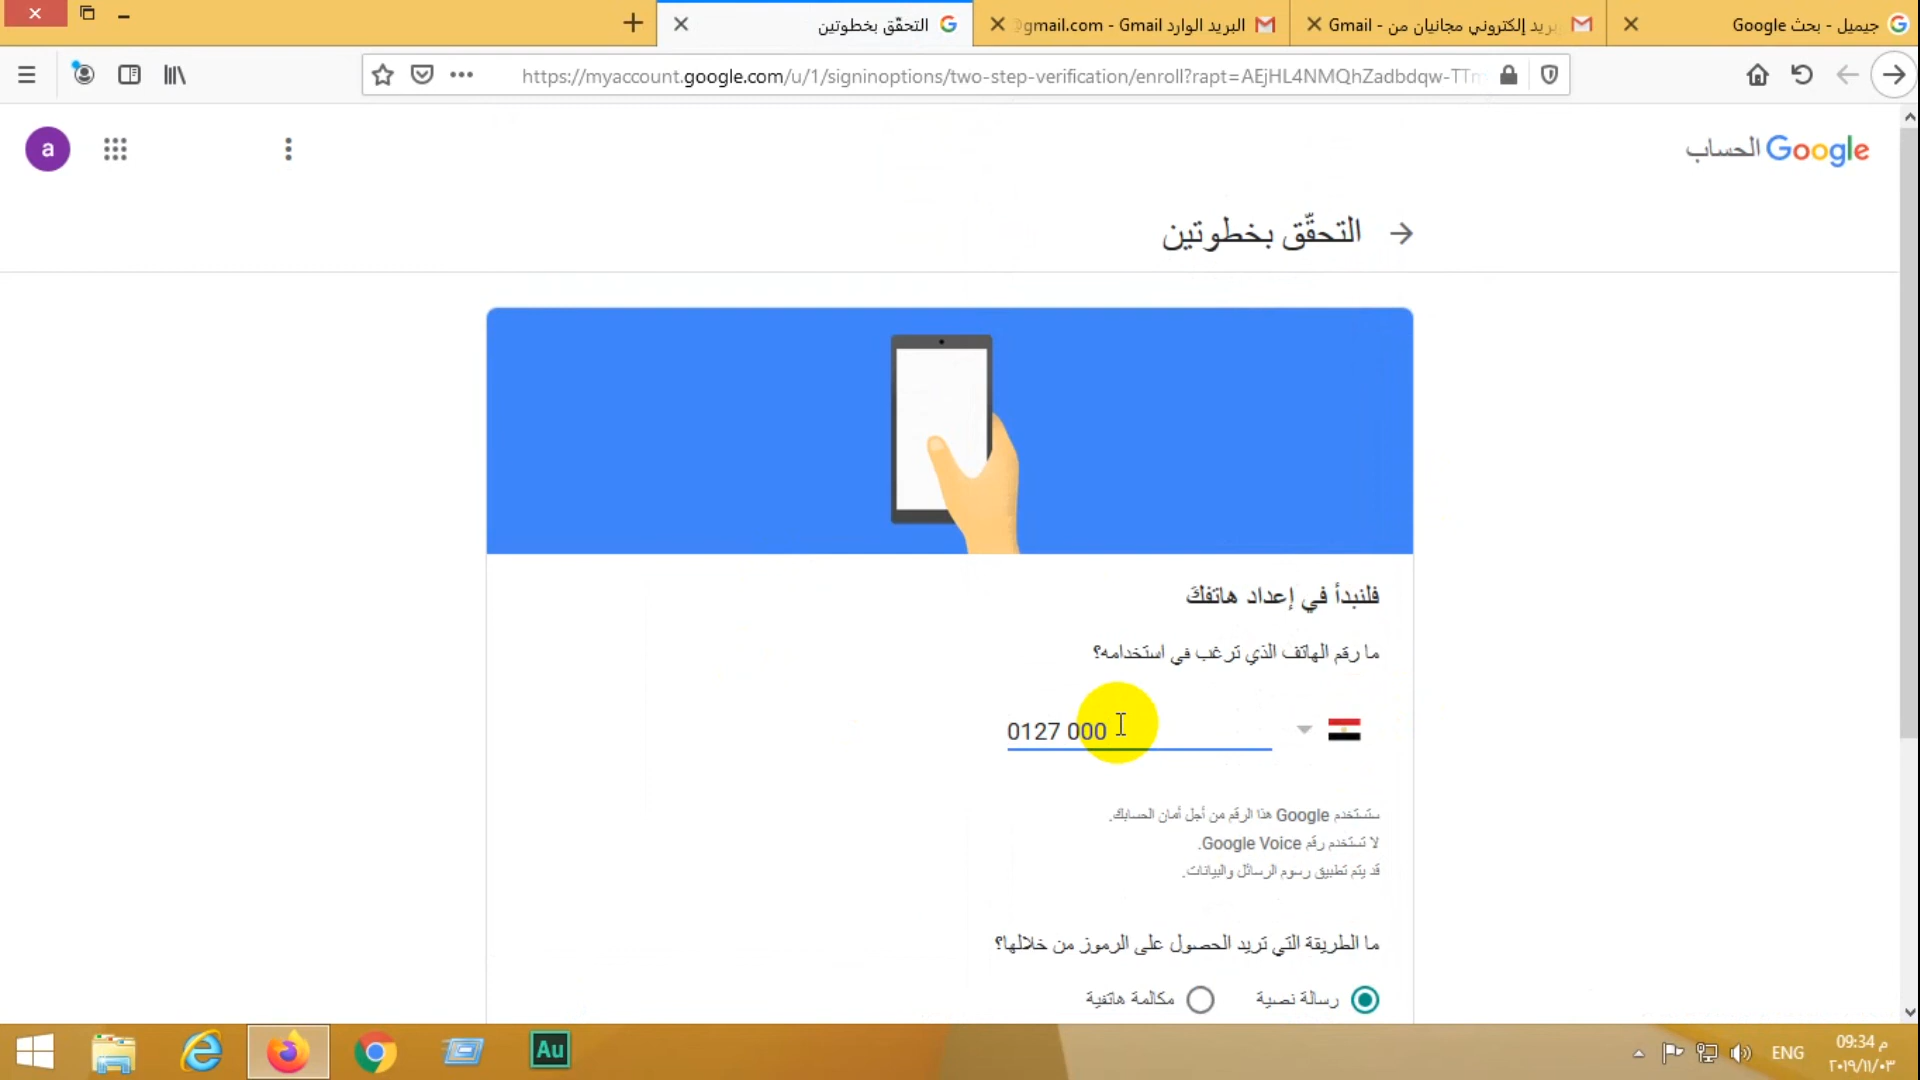 جيميل - بحث Google
بريد إلكتروني مجانيان من - Gmail
البريد الوارد gmail.com - Gmail@
التحقّق بخطوتين
https://myaccount.google.com/u/1/signinoptions/two-step-verification/enroll?rapt=AEjHL4NMQhZadbdqw-TTm
Google الحساب
a
التحقّق بخطوتين
فلنبدأ في إعداد هاتفكَ
ما رقم الهاتف الذي ترغب في استخدامه؟
0127 000
ستستخدم Google هذا الرقم من أجل أمان الحسابك.
لا تستخدم رقم Google Voice.
قد يتم تطبيق رسوم الرسائل والبيانات.
ما الطريقة التي تريد الحصول على الرموز من خلالها؟
رسالة نصية
مكالمة هاتفية
Au
ENG
09:34 م
٢٠١٩/١١/٠٣